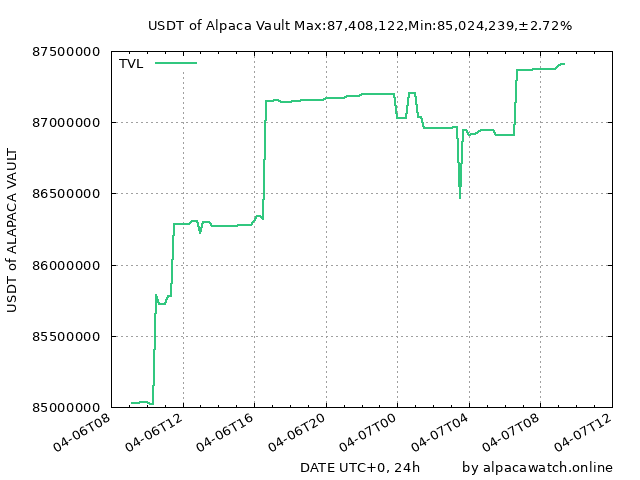 USDT of Alpaca Vault Max:87,408,122,Min:85,024,239,±2.72%
87500000
TVL
87000000
86500000
86000000
85500000
85000000
USDT of ALAPACA VAULT
04-06T08
04-06T12
04-06T16
04-06T20
04-07T00
04-07T04
04-07T08
04-07T12
DATE UTC+0, 24h
by alpacawatch.online